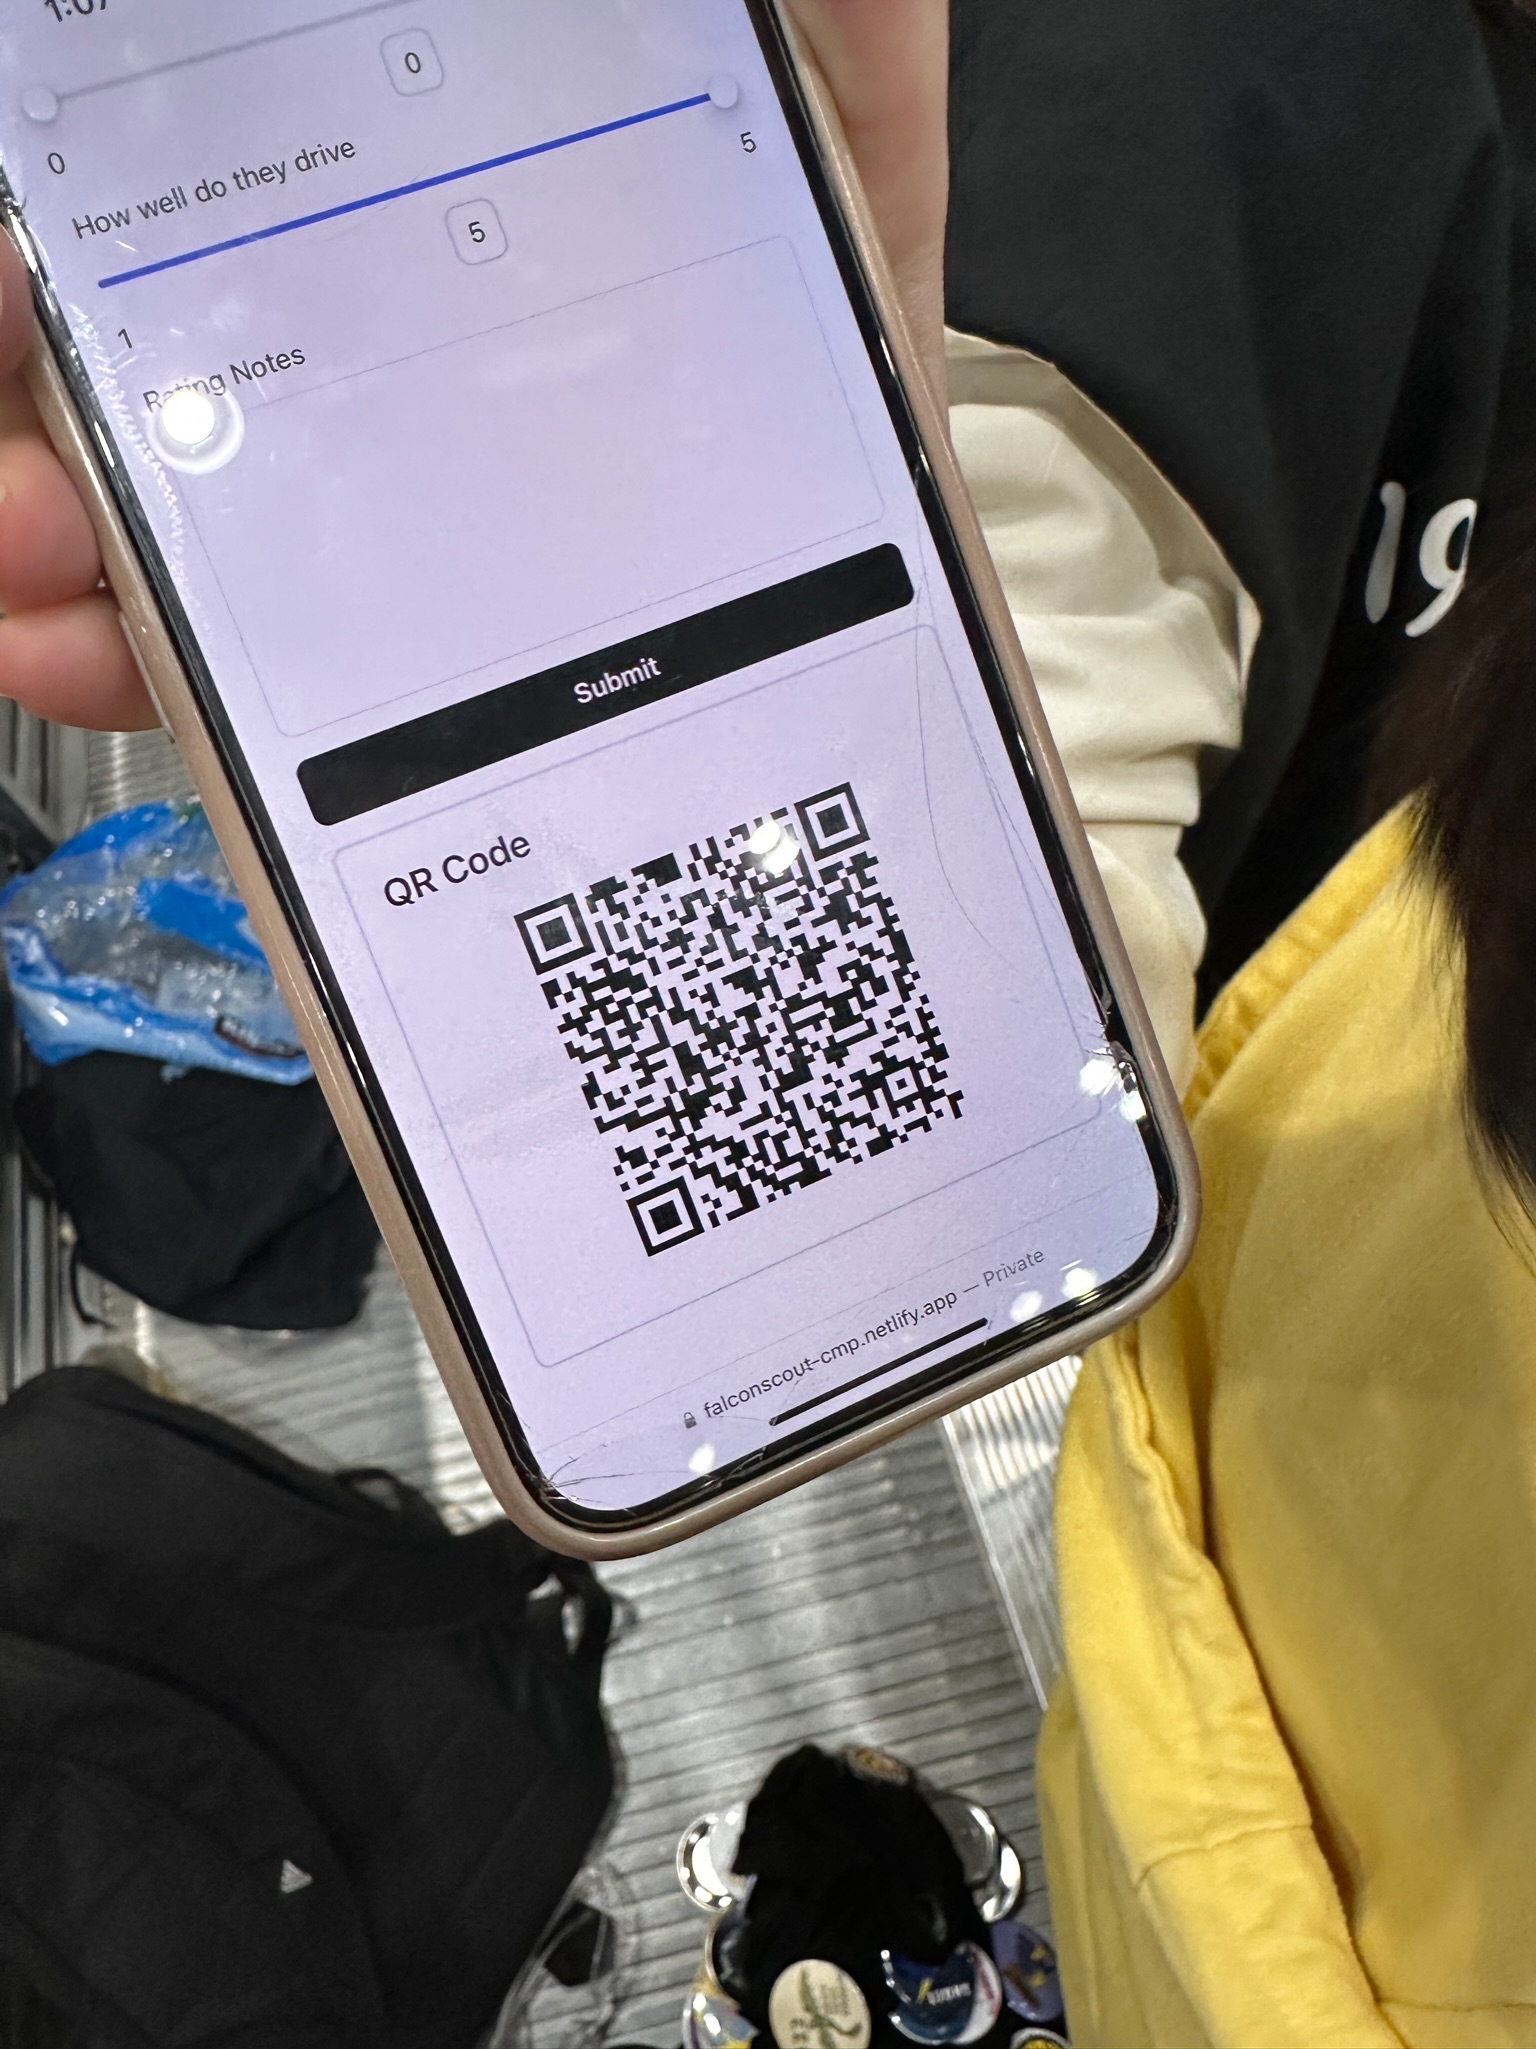 0
0
How well do they drive
5
5
1
Rating Notes
Submit
QR Code
falconscout-cmp.netlify.app — Private
19